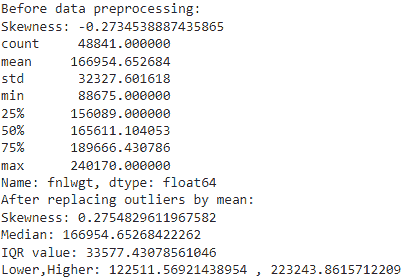 Before data preprocessing:
Skewness: -0.2734538887435865
count 48841.000000
mean 166954.652684
std 32327.601618
min 88675.000000
25% 156089.000000
50% 165611.104053
75% 189666.430786
max 240170.000000
Name: fnlwgt, dtype: float64
After replacing outliers by mean:
Skewness: 0.2754829611967582
Median: 166954.65268422262
IQR value: 33577.43078561046
Lower,Higher: 122511.56921438954 , 223243.8615712209